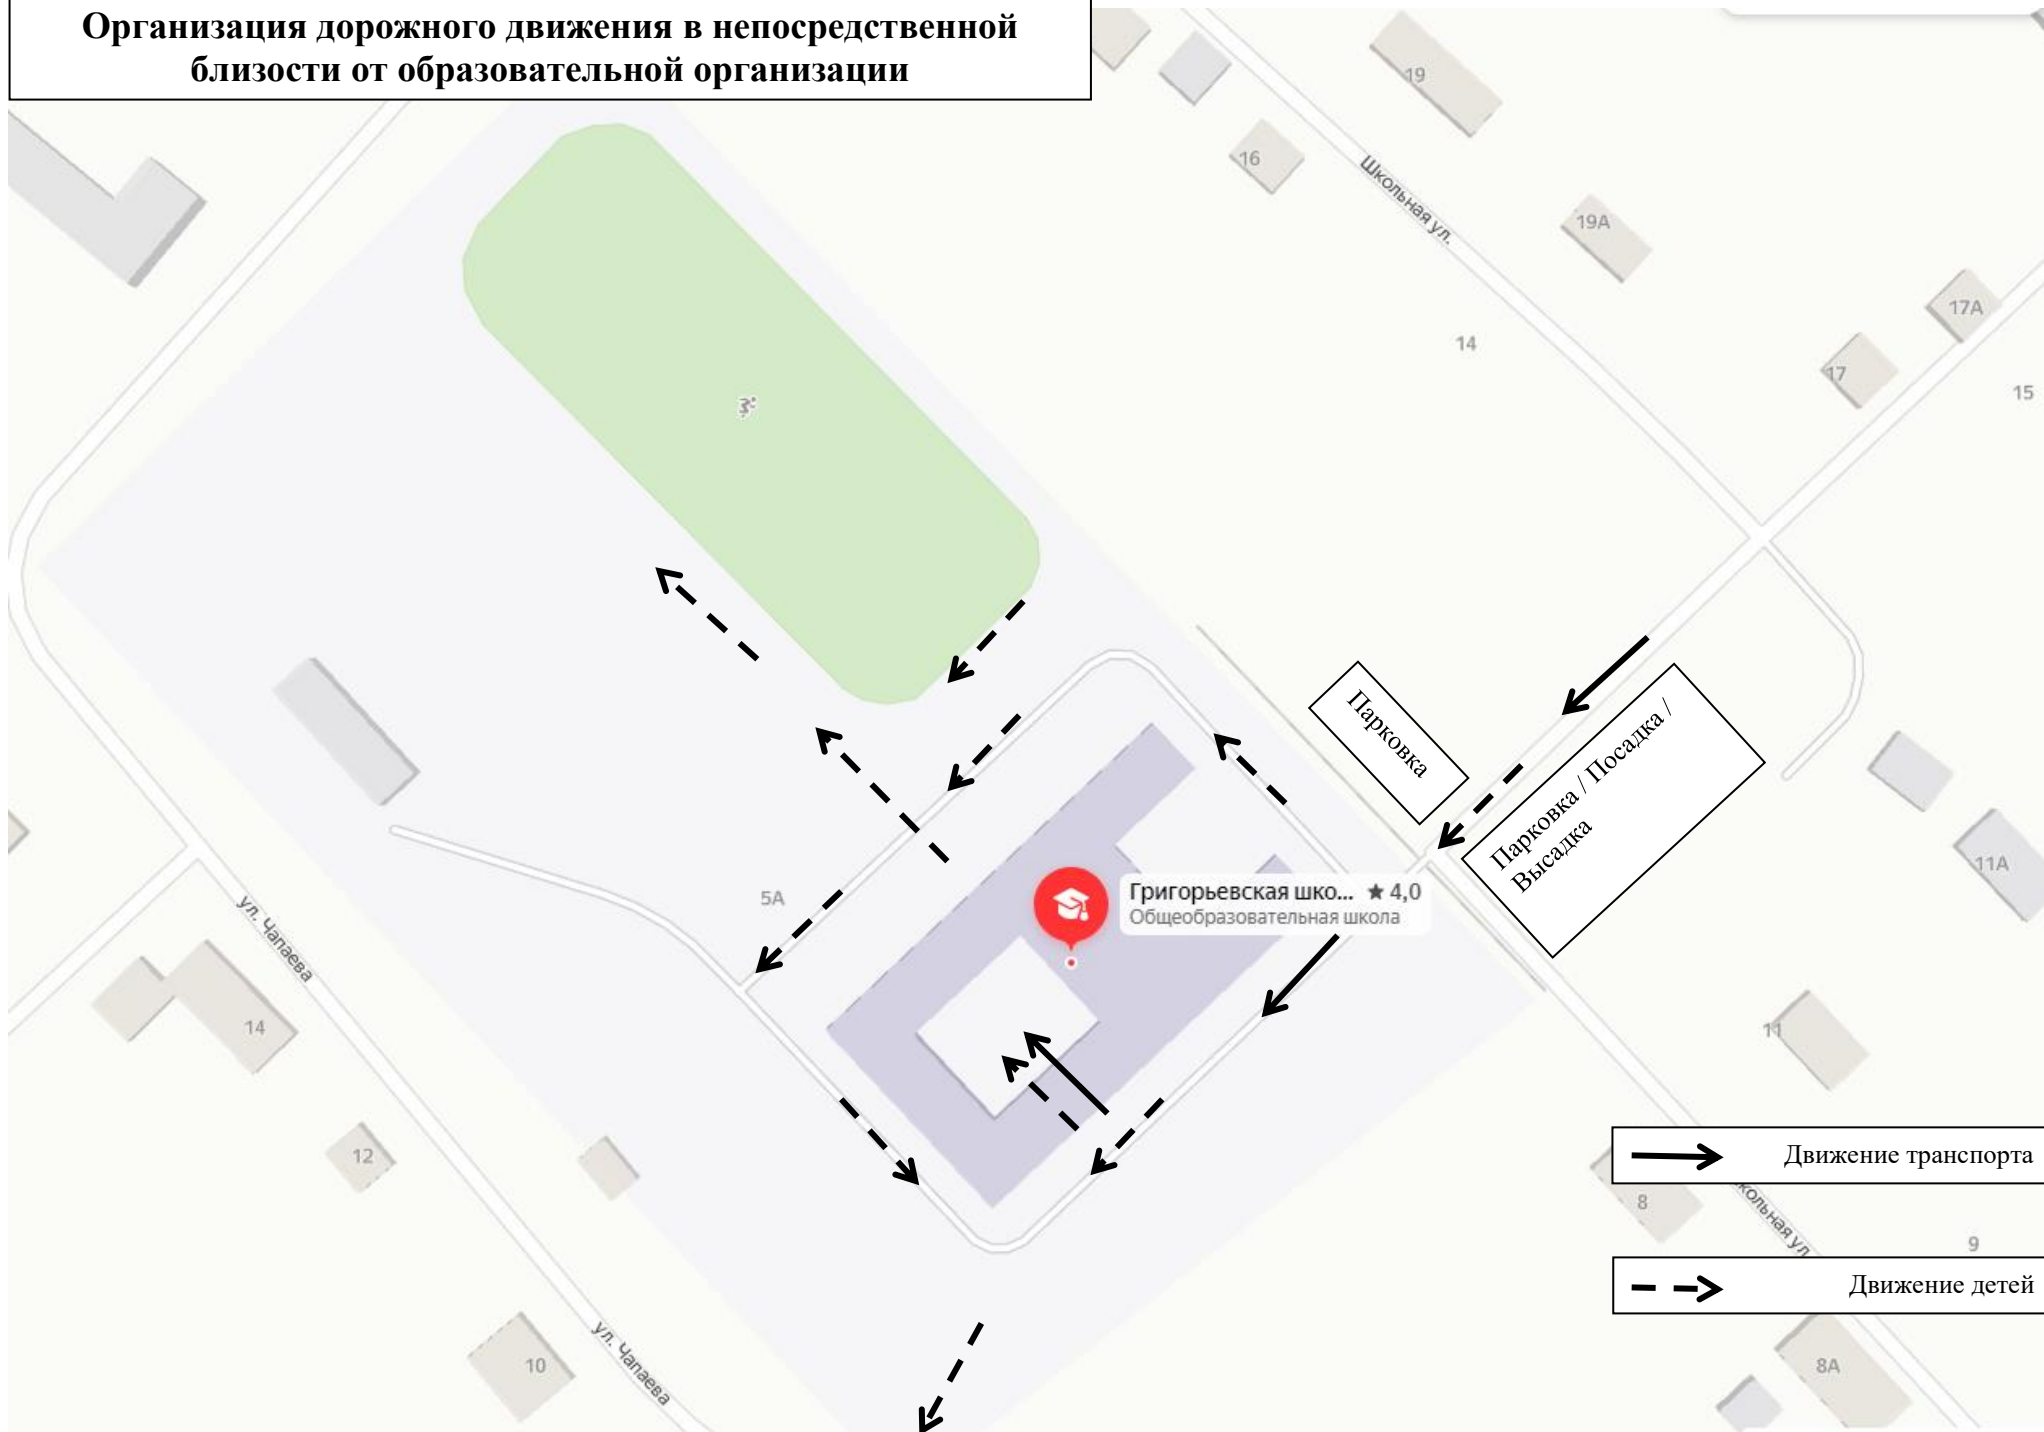 Организация дорожного движения в непосредственной
близости от образовательной организации
19
16
Школьная ул.
19А
17А
14
17
15
Парковка
Парковка / Посадка /
Высадка
11А
Григорьевская шко... ★ 4,0
Общеобразовательная школа
5А
ул. Чапаева
14
11
12
Движение транспорта
8
кольная ул.
9
Движение детей
ул. Чапаева
10
8А